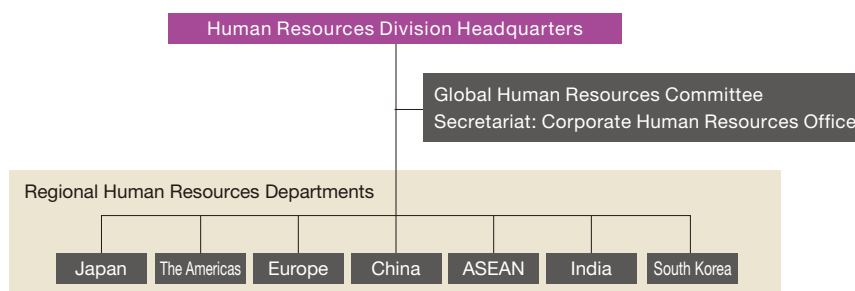 Human Resources Division Headquarters
Global Human Resources Committee
Secretariat: Corporate Human Resources Office
Regional Human Resources Departments
Japan
The Americas
Europe
China
ASEAN
India
South Korea